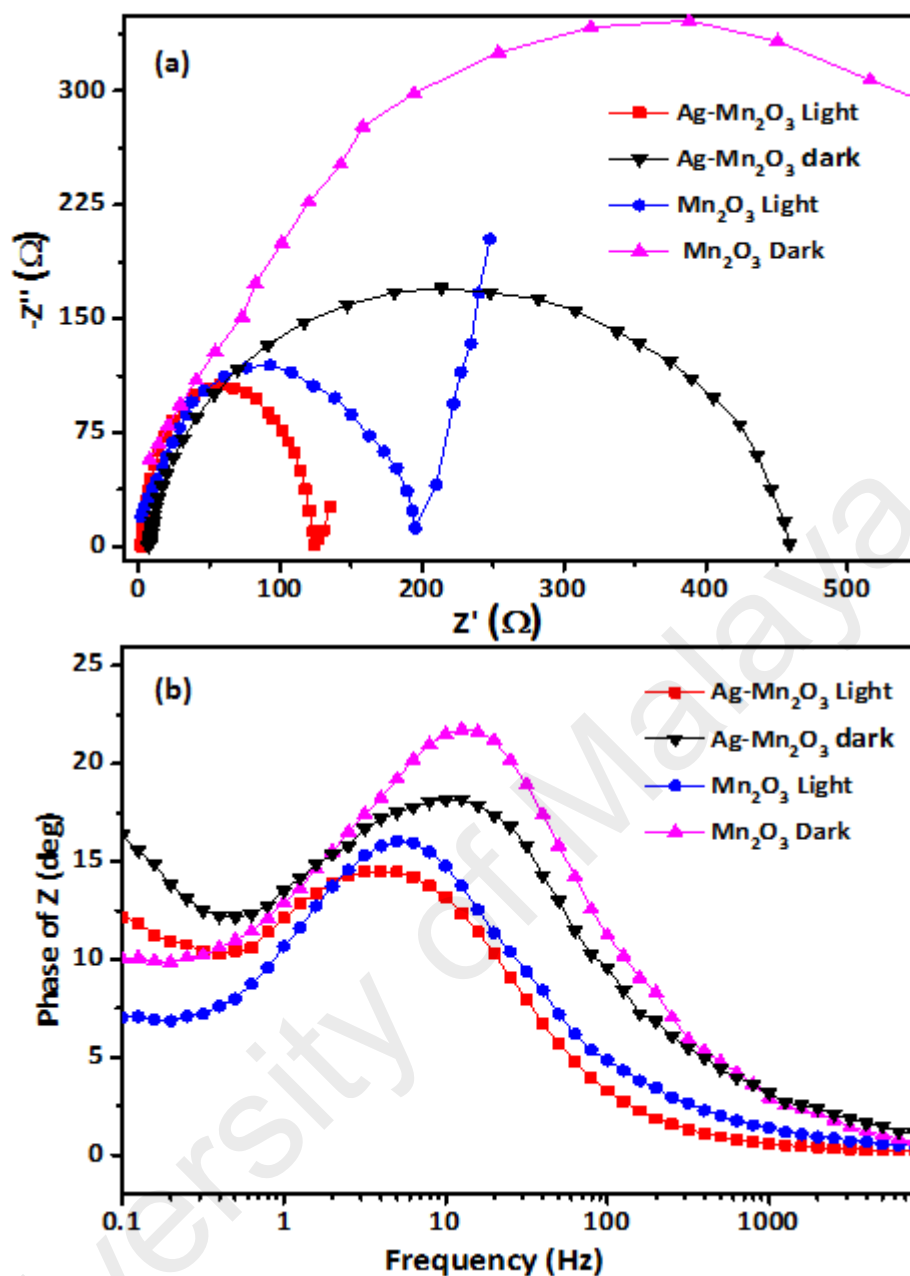 (a)
300
225
150
75
0
-Z'' (Ω)
Ag-Mn₂O₃ Light
Ag-Mn₂O₃ dark
Mn₂O₃ Light
Mn₂O₃ Dark
0 100 200 300 400 500
Z' (Ω)
(b)
25
20
15
10
5
0
Phase of Z (deg)
Ag-Mn₂O₃ Light
Ag-Mn₂O₃ dark
Mn₂O₃ Light
Mn₂O₃ Dark
0.1 1 10 100 1000
Frequency (Hz)
versity of Malaya